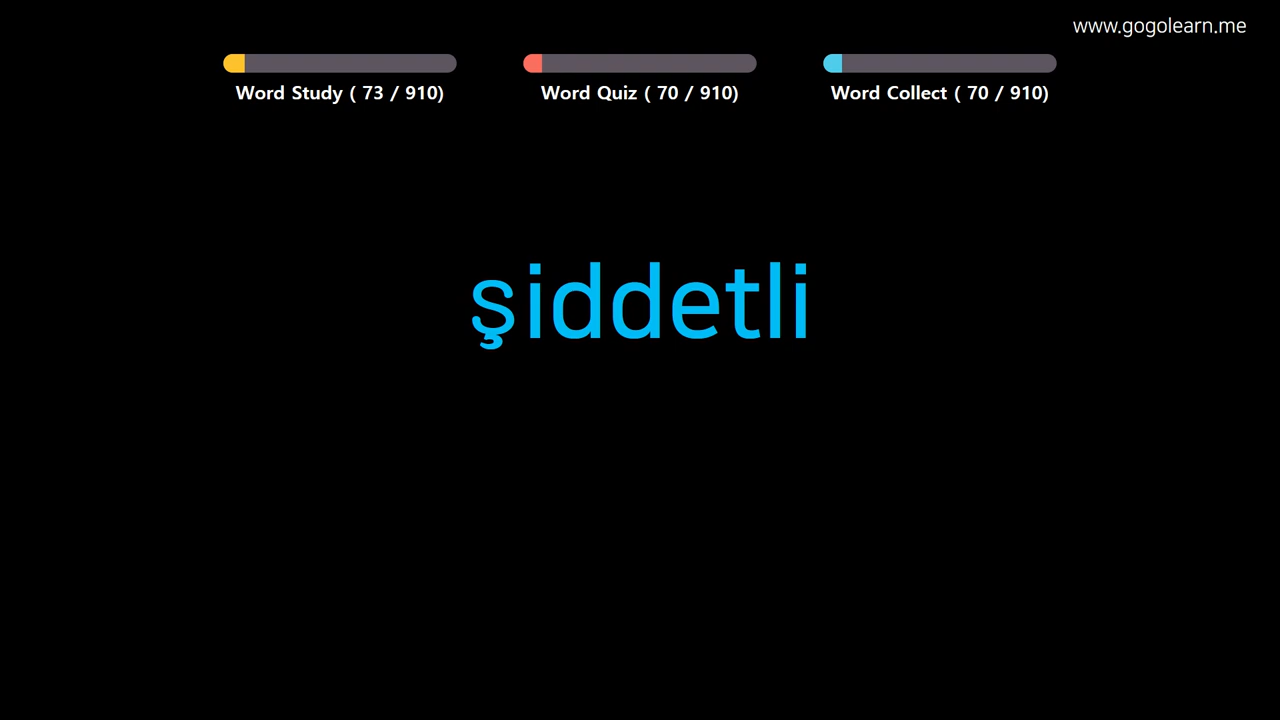 www.gogolearn.me
Word Study ( 73 / 910)
Word Quiz ( 70 / 910)
Word Collect ( 70 / 910)
şiddetli